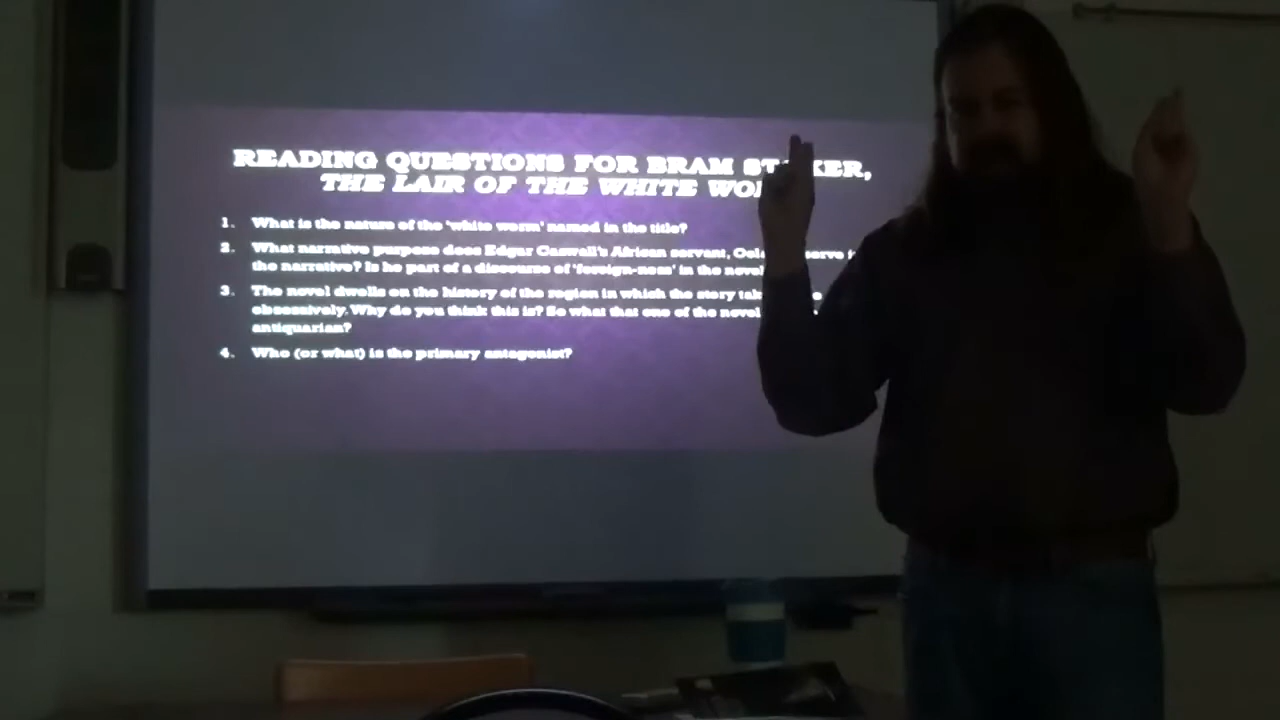 READING QUESTIONS FOR BRAM ST KER,
THE LAIR OF THE WHITE WO
1. What is the nature of the 'white worm' named in the title?
2. What narrative purpose does Edgar Caswall's African servant, serve
the narrative? Is he part of a discourse of 'foreign-ness' in the novel
3. The novel dwells on the history of the region in which the story
obsessively. Why do you think this is? So what that one of the novel
antiquarian?
4. Who (or what) is the primary antagonist?